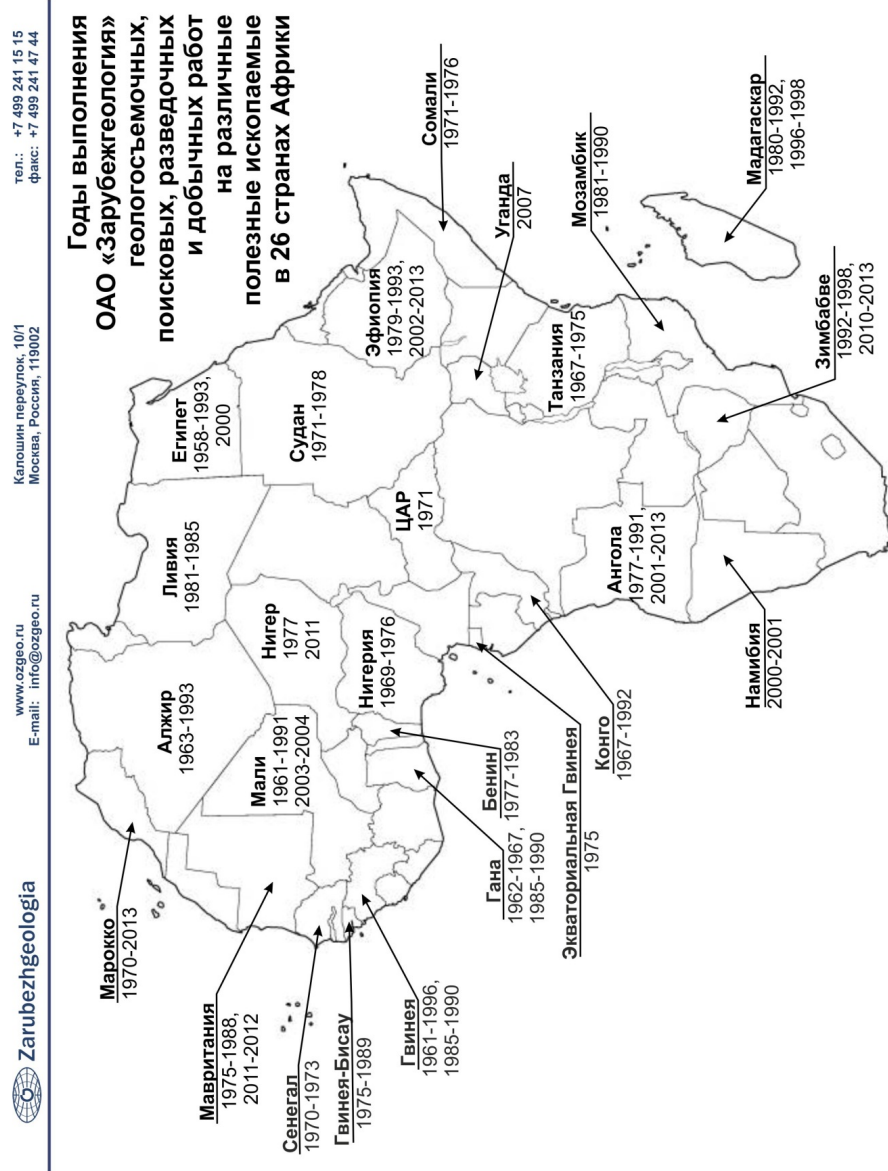 Zarubezhgeologia
www.ozgeo.ru
E-mail: info@ozgeo.ru
Калошин переулок, 10/1
Москва, Россия, 119002
тел.: +7 499 241 15 15
факс: +7 499 241 47 44
Годы выполнения
ОАО «Зарубежгеология»
геологосъемочных,
поисковых, разведочных
и добычных работ
на различные
полезные ископаемые
в 26 странах Африки
Марокко
1970-2013
Алжир
1963-1993
Ливия
1981-1985
Египет
1958-1993,
2000
Мавритания
1975-1988,
2011-2012
Мали
1961-1991
2003-2004
Нигер
1977
2011
Судан
1971-1978
Эфиопия
1979-1993,
2002-2013
Сомали
1971-1976
Сенегал
1970-1973
Гвинея-Бисау
1975-1989
Гвинея
1961-1996,
1985-1990
Нигерия
1969-1976
ЦАР
1971
Уганда
2007
Гана
1962-1967,
1985-1990
Бенин
1977-1983
Экваториальная Гвинея
1975
Конго
1967-1992
Танзания
1967-1975
Мозамбик
1981-1990
Ангола
1977-1991,
2001-2013
Намибия
2000-2001
Зимбабве
1992-1998,
2010-2013
Мадагаскар
1980-1992,
1996-1998